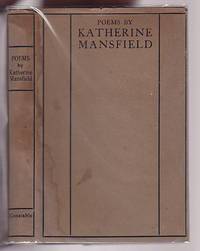 POEMS
by
Katherine
Mansfield
Constable
POEMS BY
KATHERINE
MANSFIELD